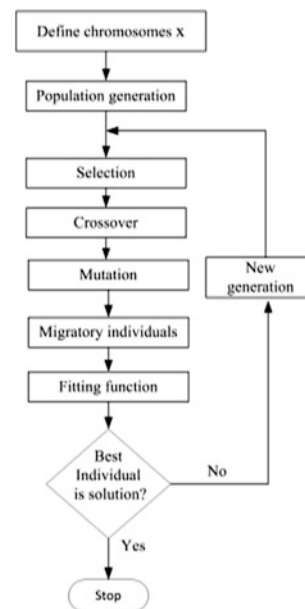 Define chromosomes x
Population generation
Selection
Crossover
Mutation
New
generation
Migratory individuals
Fitting function
Best
Individual
is solution?
No
Yes
Stop